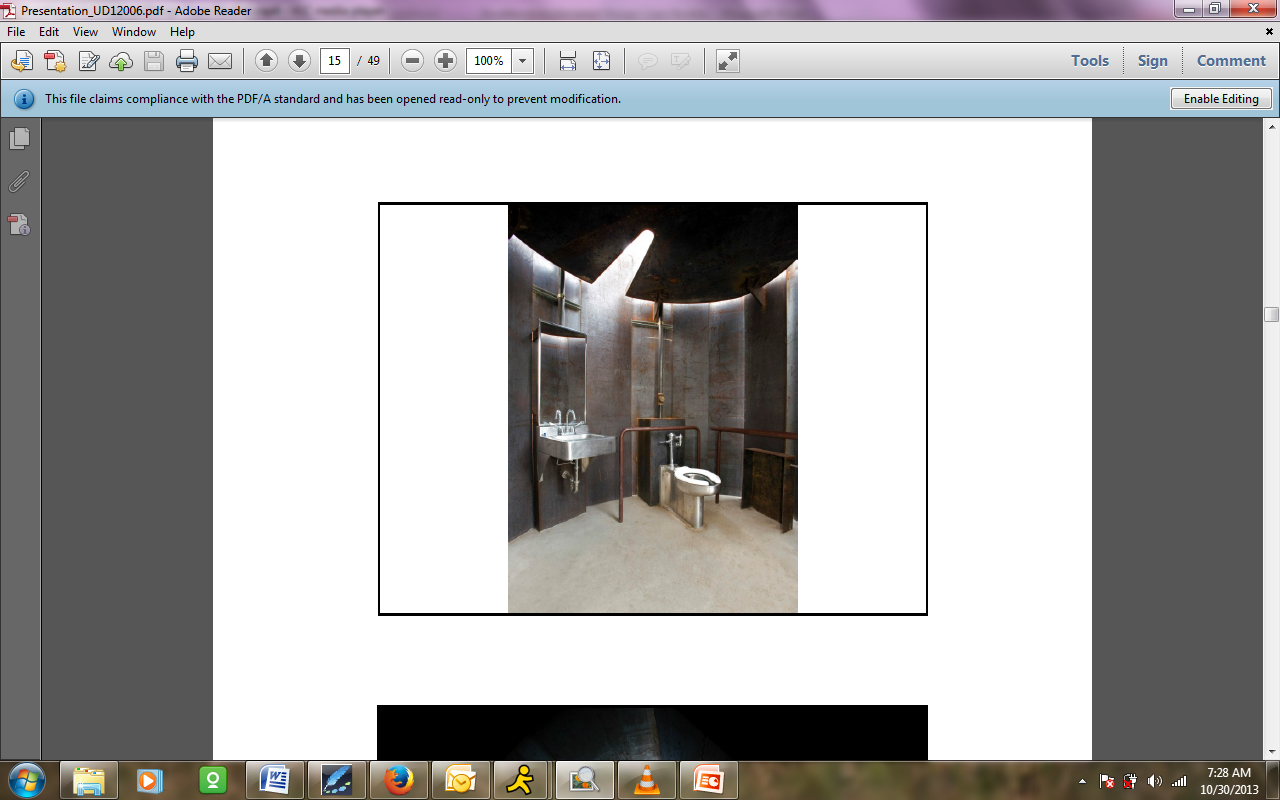 Presentation_UD12006.pdf - Adobe Reader
File Edit View Window Help
15 / 49 100% Tools Sign Comment
This file claims compliance with the PDF/A standard and has been opened read-only to prevent modification. Enable Editing
7:28 AM
10/30/2013